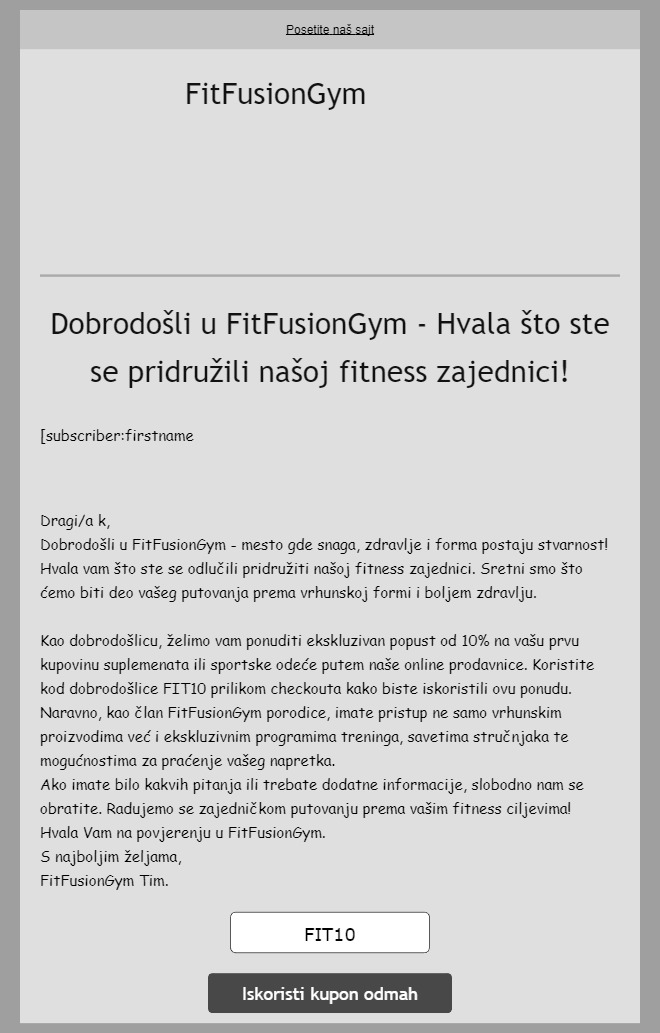 Posetite naš sajt
FitFusionGym
Dobrodošli u FitFusionGym - Hvala što ste
se pridružili našoj fitness zajednici!
[subscriber:firstname
Dragi/a k,
Dobrodošli u FitFusionGym - mesto gde snaga, zdravlje i forma postaju stvarnost!
Hvala vam što ste se odlučili pridružiti našoj fitness zajednici. Sretni smo što
ćemo biti deo vašeg putovanja prema vrhunskoj formi i boljem zdravlju.
Kao dobrodošlicu, želimo vam ponuditi ekskluzivan popust od 10% na vašu prvu
kupovinu suplemenata ili sportske odeće putem naše online prodavnice. Koristite
kod dobrodošlice FIT10 prilikom checkouta kako biste iskoristili ovu ponudu.
Naravno, kao član FitFusionGym porodice, imate pristup ne samo vrhunskim
proizvodima već i ekskluzivnim programima treninga, savetima stručnjaka te
mogućnostima za praćenje vašeg napretka.
Ako imate bilo kakvih pitanja ili trebate dodatne informacije, slobodno nam se
obratite. Radujemo se zajedničkom putovanju prema vašim fitness ciljevima!
Hvala Vam na povjerenju u FitFusionGym.
S najboljim željama,
FitFusionGym Tim.
FIT10
Iskoristi kupon odmah